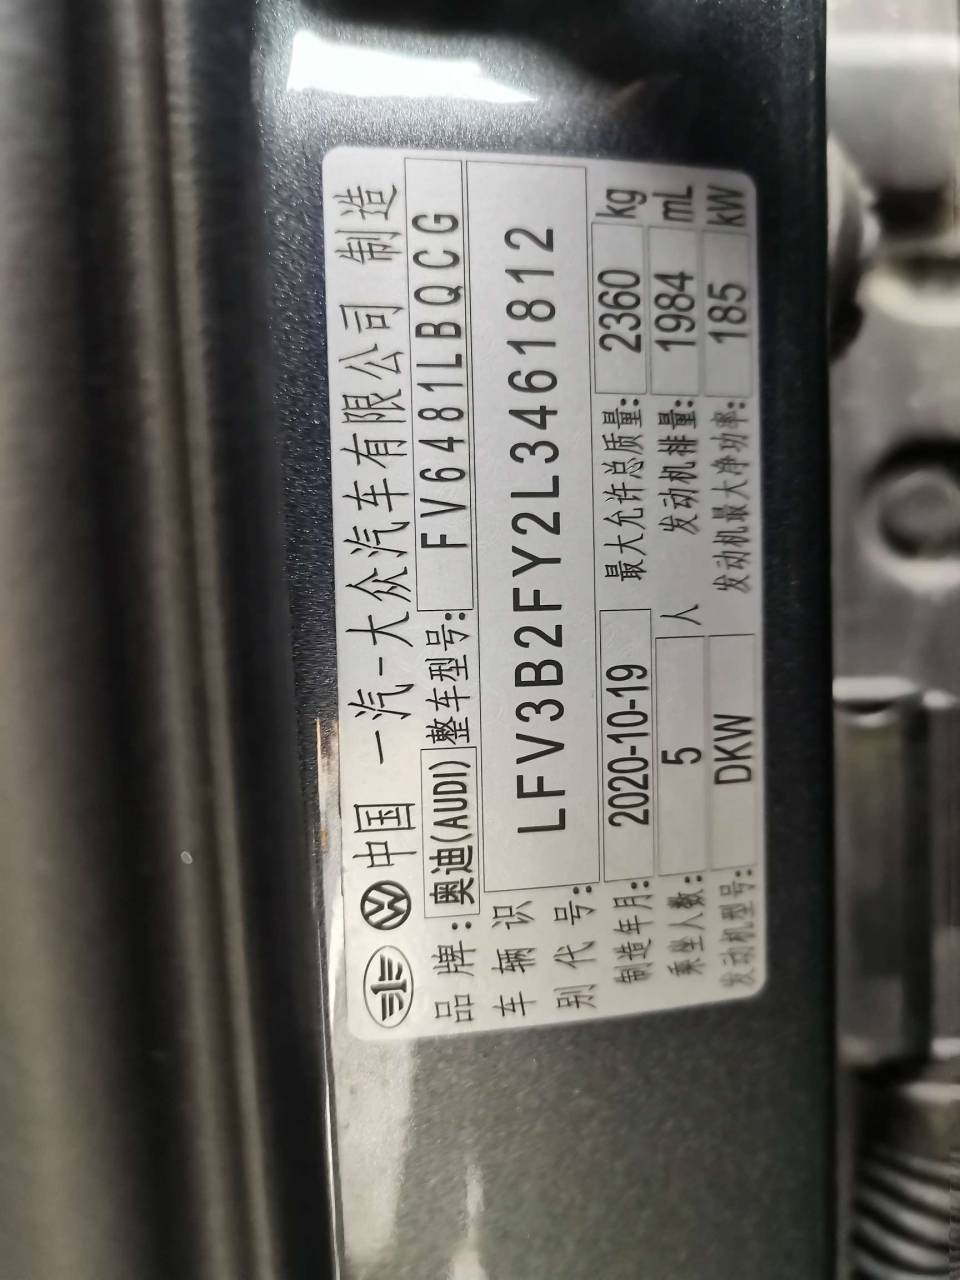 中国 一汽-大众汽车有限公司 制造
品牌: 奥迪(AUDI) 整车型号: FV6481LBQCG
车辆识别代号: LFV3B2FY2L3461812
制造年月: 2020-10-19 最大允许总质量: 2360 kg
乘坐人数: 5 人 发动机排量: 1984 mL
发动机型号: DKW 发动机最大净功率: 185 kW